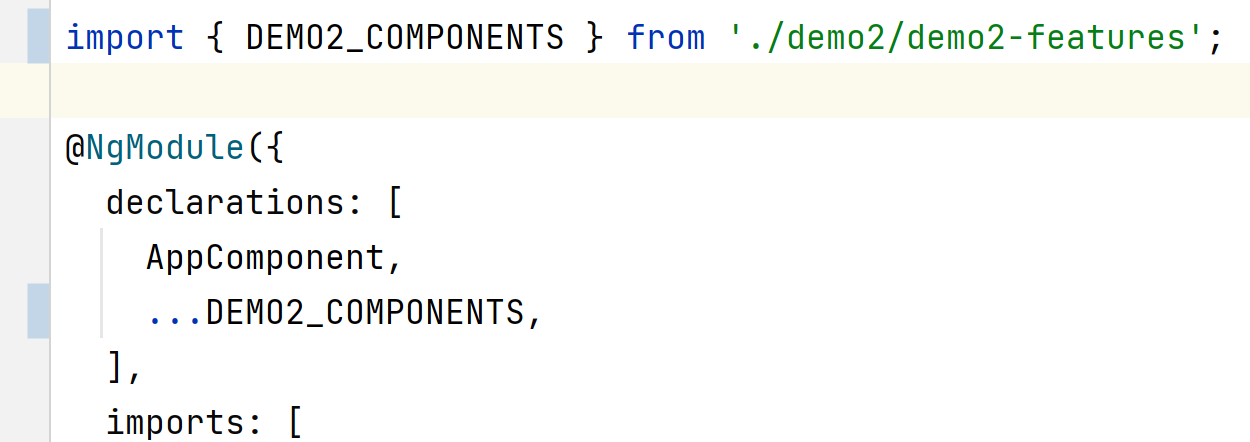 import { DEMO2_COMPONENTS } from './demo2/demo2-features';
@NgModule({
  declarations: [
    AppComponent,
    ...DEMO2_COMPONENTS,
  ],
  imports: [